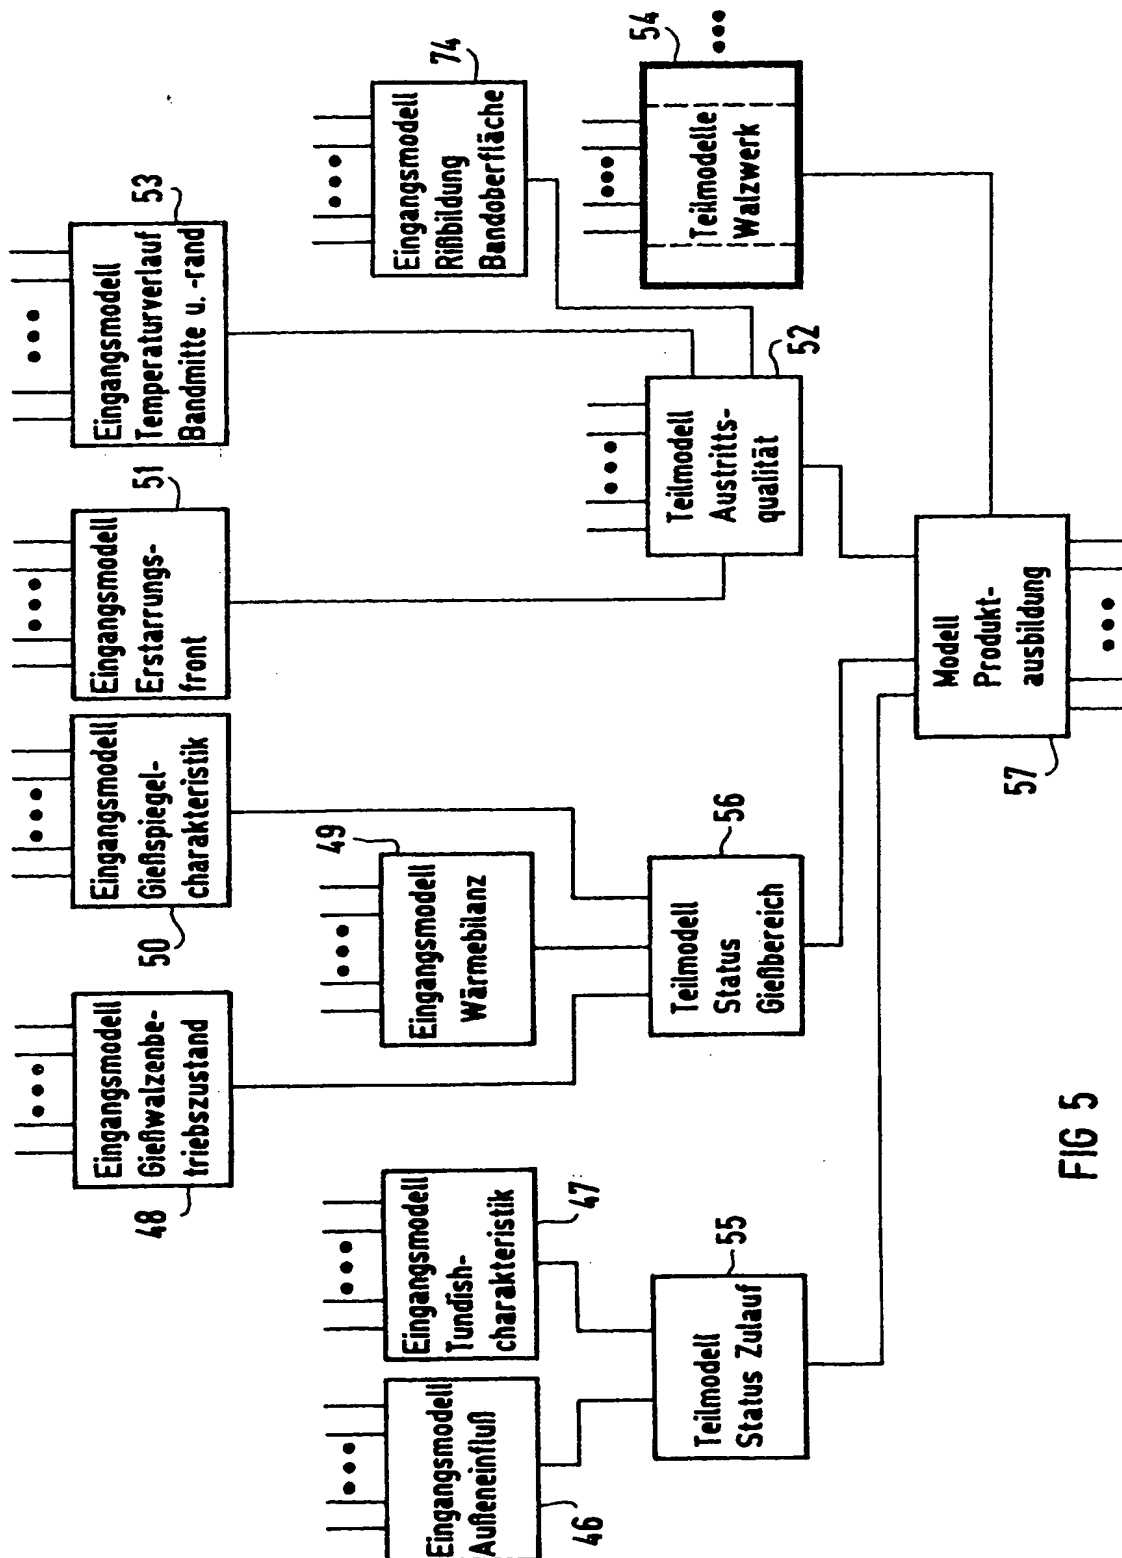 Eingangsmodell
Außeneinfluß
46
Eingangsmodell
Tundish-
charakteristik
47
Eingangsmodell
Gießwalzenbe-
triebszustand
48
Eingangsmodell
Wärmebilanz
49
Eingangsmodell
Gießspiegel-
charakteristik
50
Eingangsmodell
Erstarrungs-
front
51
Eingangsmodell
Temperaturverlauf
Bandmitte u. -rand
53
Eingangsmodell
Rißbildung
Bandoberfläche
74
Teilmodell
Status Zulauf
55
Teilmodell
Status
Gießbereich
56
Teilmodell
Austritts-
qualität
52
Teilmodelle
Walzwerk
54
Modell
Produkt-
ausbildung
57
FIG 5